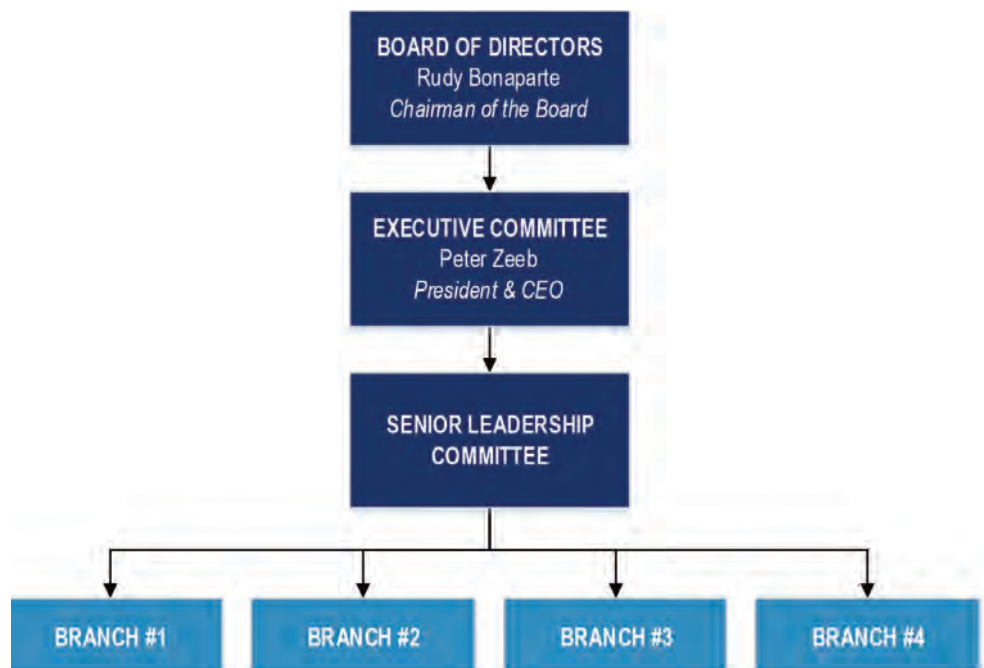 BOARD OF DIRECTORS
Rudy Bonaparte
Chairman of the Board
EXECUTIVE COMMITTEE
Peter Zeeb
President & CEO
SENIOR LEADERSHIP
COMMITTEE
BRANCH #1
BRANCH #2
BRANCH #3
BRANCH #4